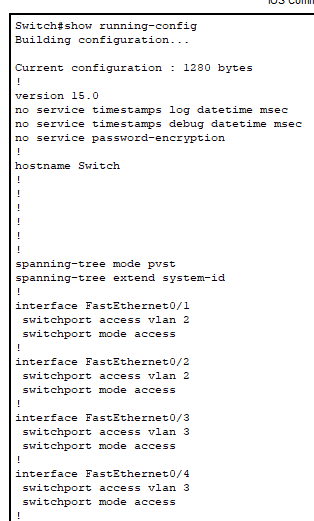 Switch#show running-config
Building configuration...
Current configuration : 1280 bytes
!
version 15.0
no service timestamps log datetime msec
no service timestamps debug datetime msec
no service password-encryption
!
hostname Switch
!
!
!
!
!
!
spanning-tree mode pvst
spanning-tree extend system-id
!
interface FastEthernet0/1
switchport access vlan 2
switchport mode access
!
interface FastEthernet0/2
switchport access vlan 2
switchport mode access
!
interface FastEthernet0/3
switchport access vlan 3
switchport mode access
!
interface FastEthernet0/4
switchport access vlan 3
switchport mode access
!